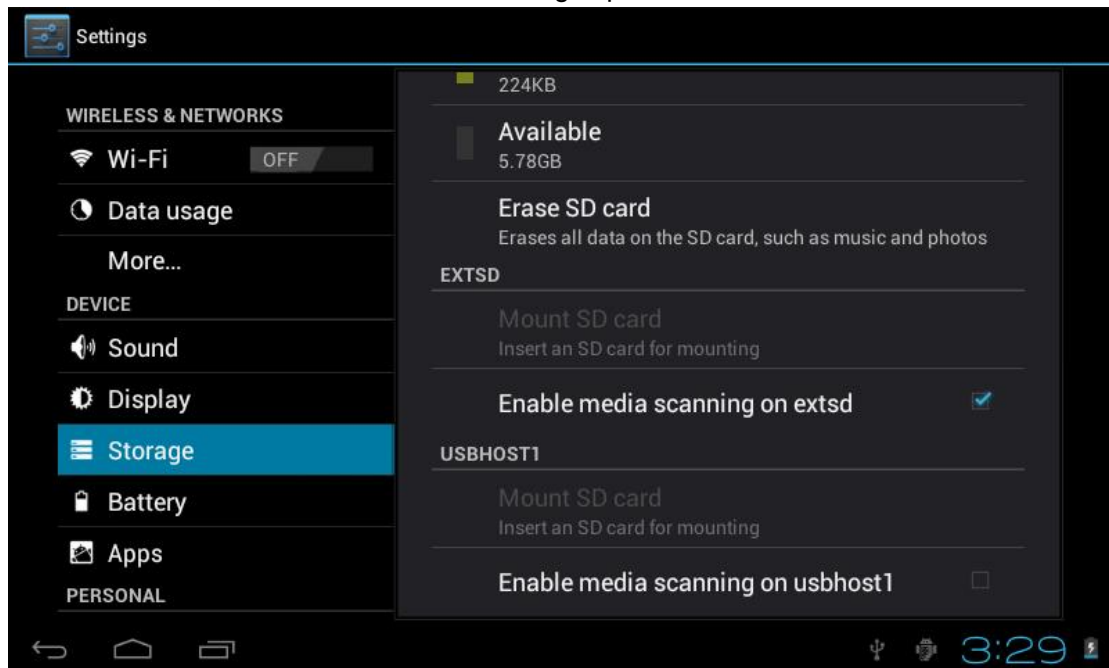 Settings
WIRELESS & NETWORKS
Wi-Fi OFF
Data usage
More...
DEVICE
Sound
Display
Storage
Battery
Apps
PERSONAL
224KB
Available
5.78GB
Erase SD card
Erases all data on the SD card, such as music and photos
EXTSD
Mount SD card
Insert an SD card for mounting
Enable media scanning on extsd
USBHOST1
Mount SD card
Insert an SD card for mounting
Enable media scanning on usbhost1
3:29